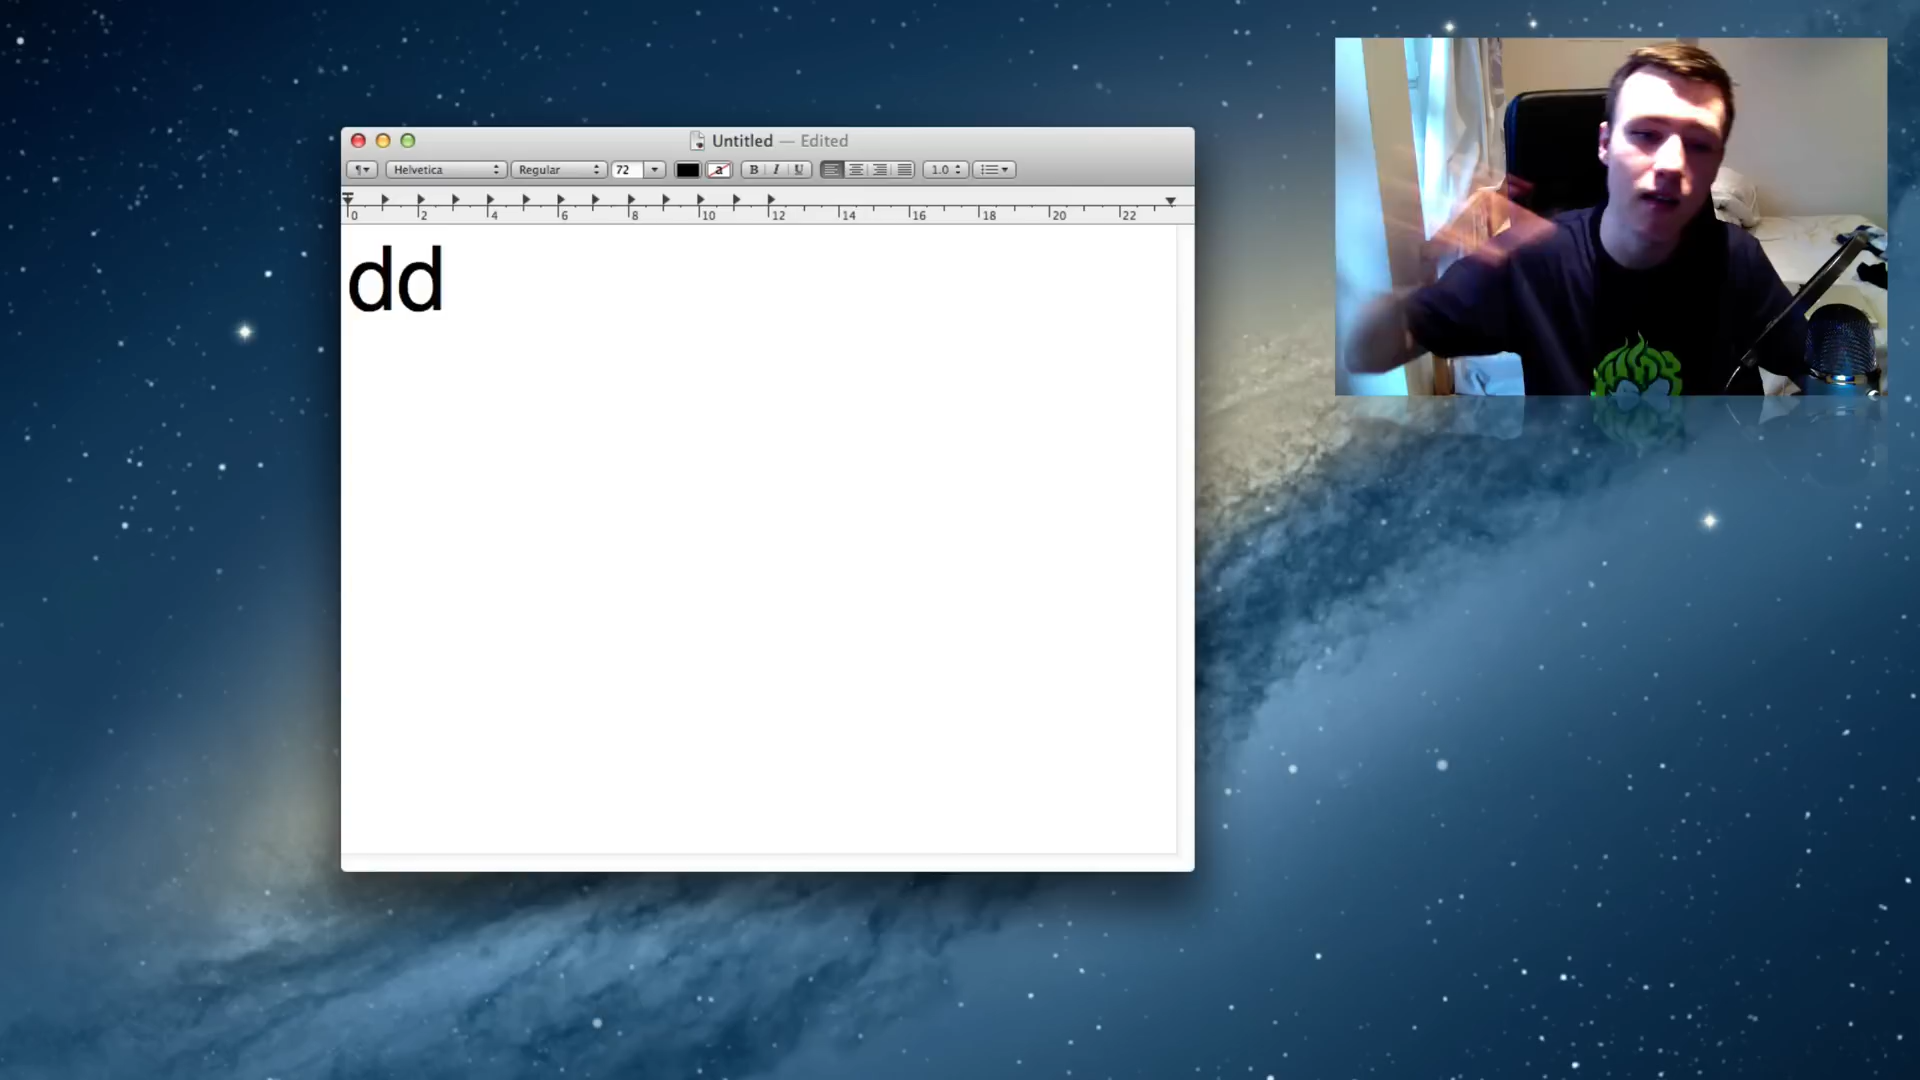 Untitled — Edited
Helvetica Regular 72 a B I U 1.0
0 2 4 6 8 10 12 14 16 18 20 22
dd